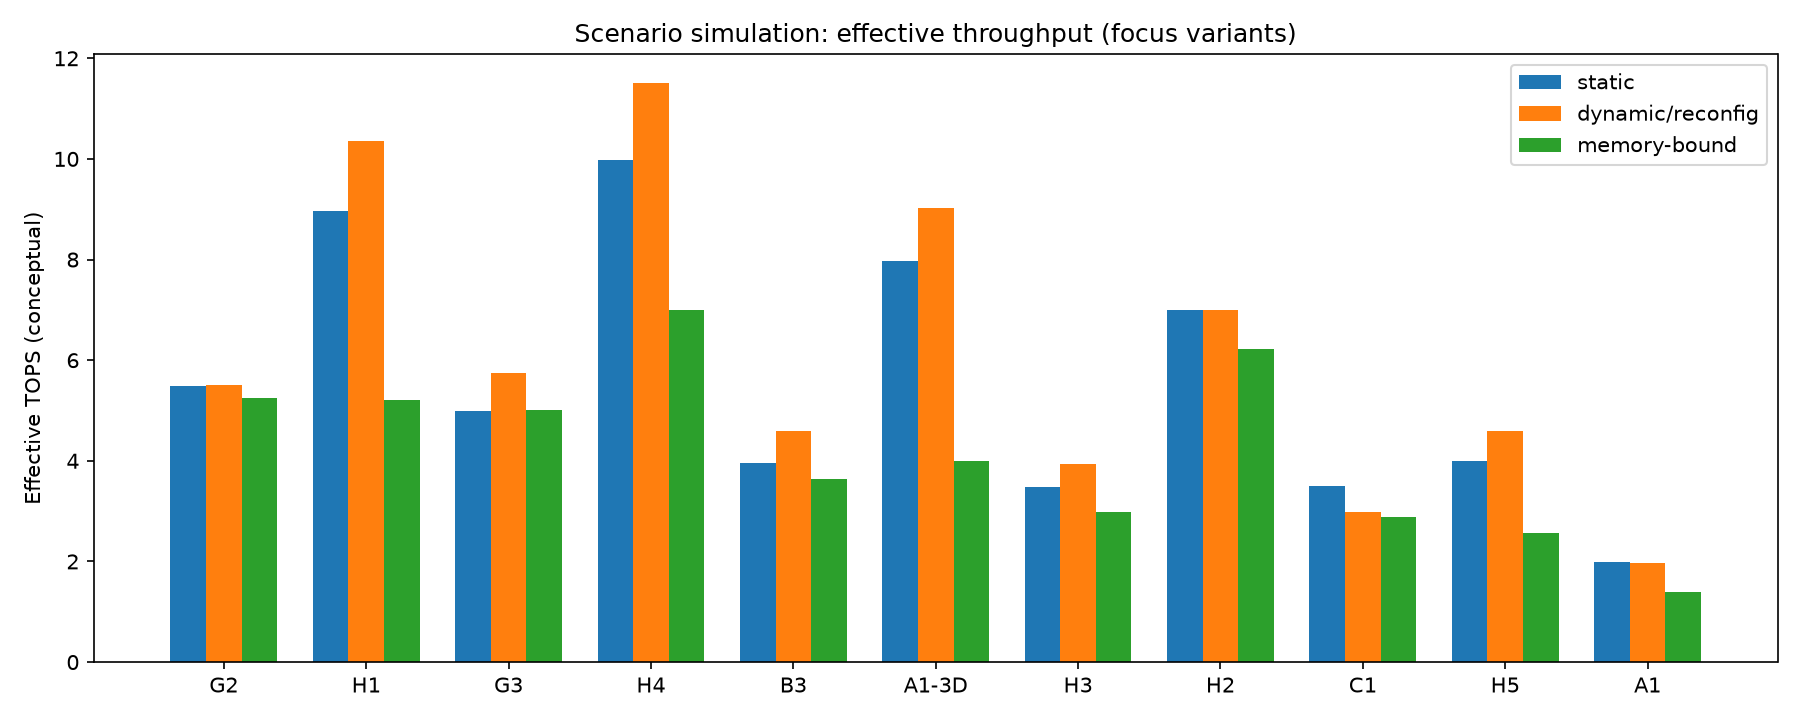 Scenario simulation: effective throughput (focus variants)
static
dynamic/reconfig
memory-bound
Effective TOPS (conceptual)
12
10
8
6
4
2
0
G2 H1 G3 H4 B3 A1-3D H3 H2 C1 H5 A1